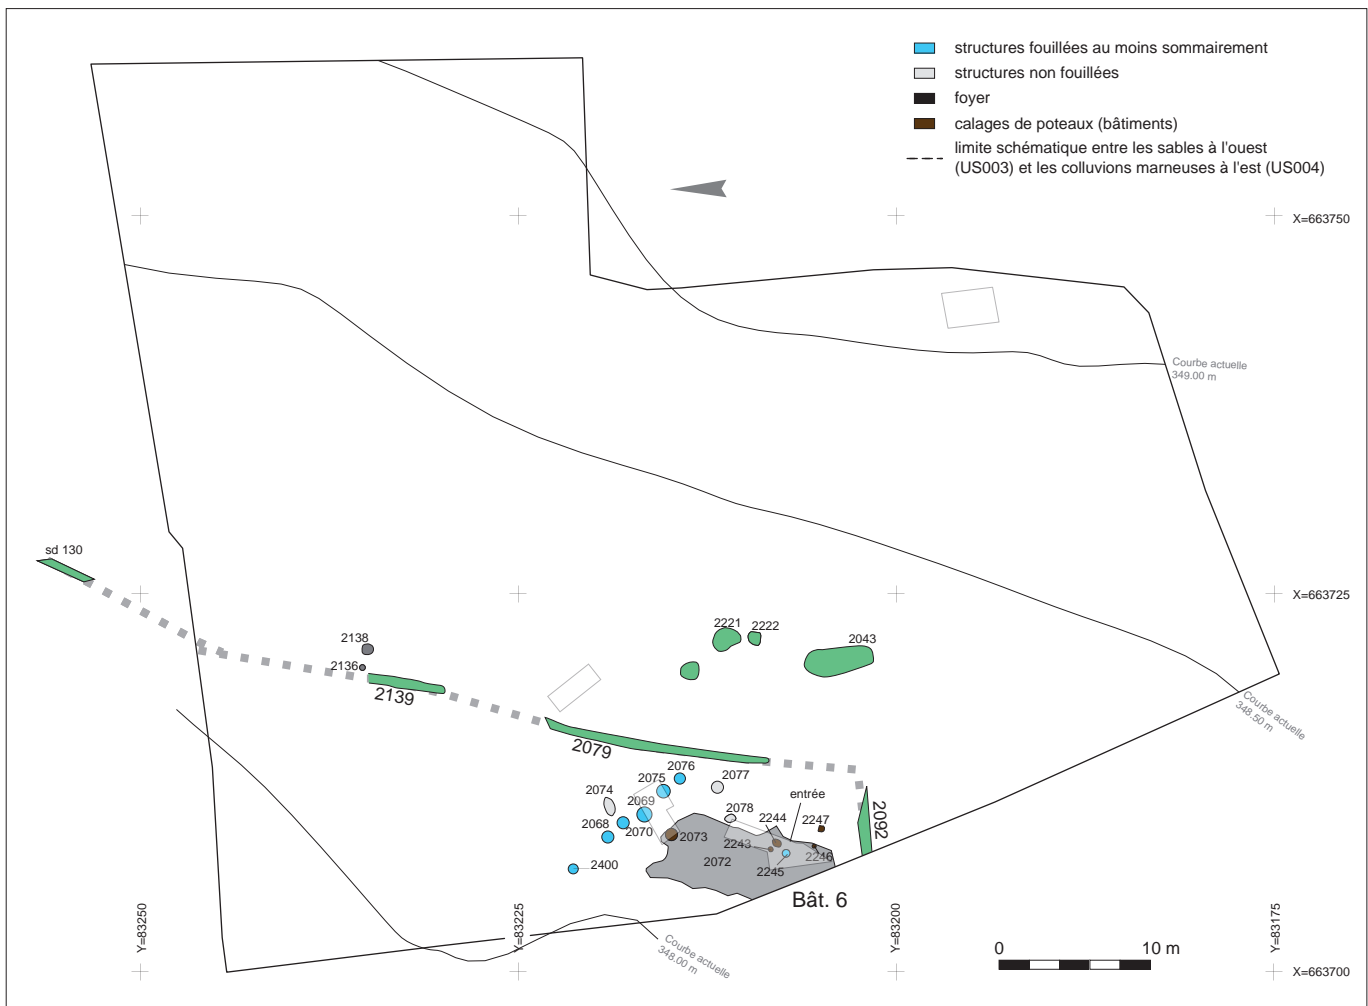 structures fouillées au moins sommairement
structures non fouillées
foyer
calages de poteaux (bâtiments)
limite schématique entre les sables à l'ouest
(US003) et les colluvions marneuses à l'est (US004)
X=663750
Courbe actuelle
349.00 m
sd 130
X=663725
2138
2136
2139
2221
2222
2043
Courbe actuelle
348.50 m
2079
2076
2075
2077
2074
2069
2068
2070
2073
2078
2244
entrée
2247
2092
2243
2072
2246
2245
2400
Bât. 6
Courbe actuelle
348.00 m
Y=83250
Y=83225
Y=83200
Y=83175
0
10 m
X=663700